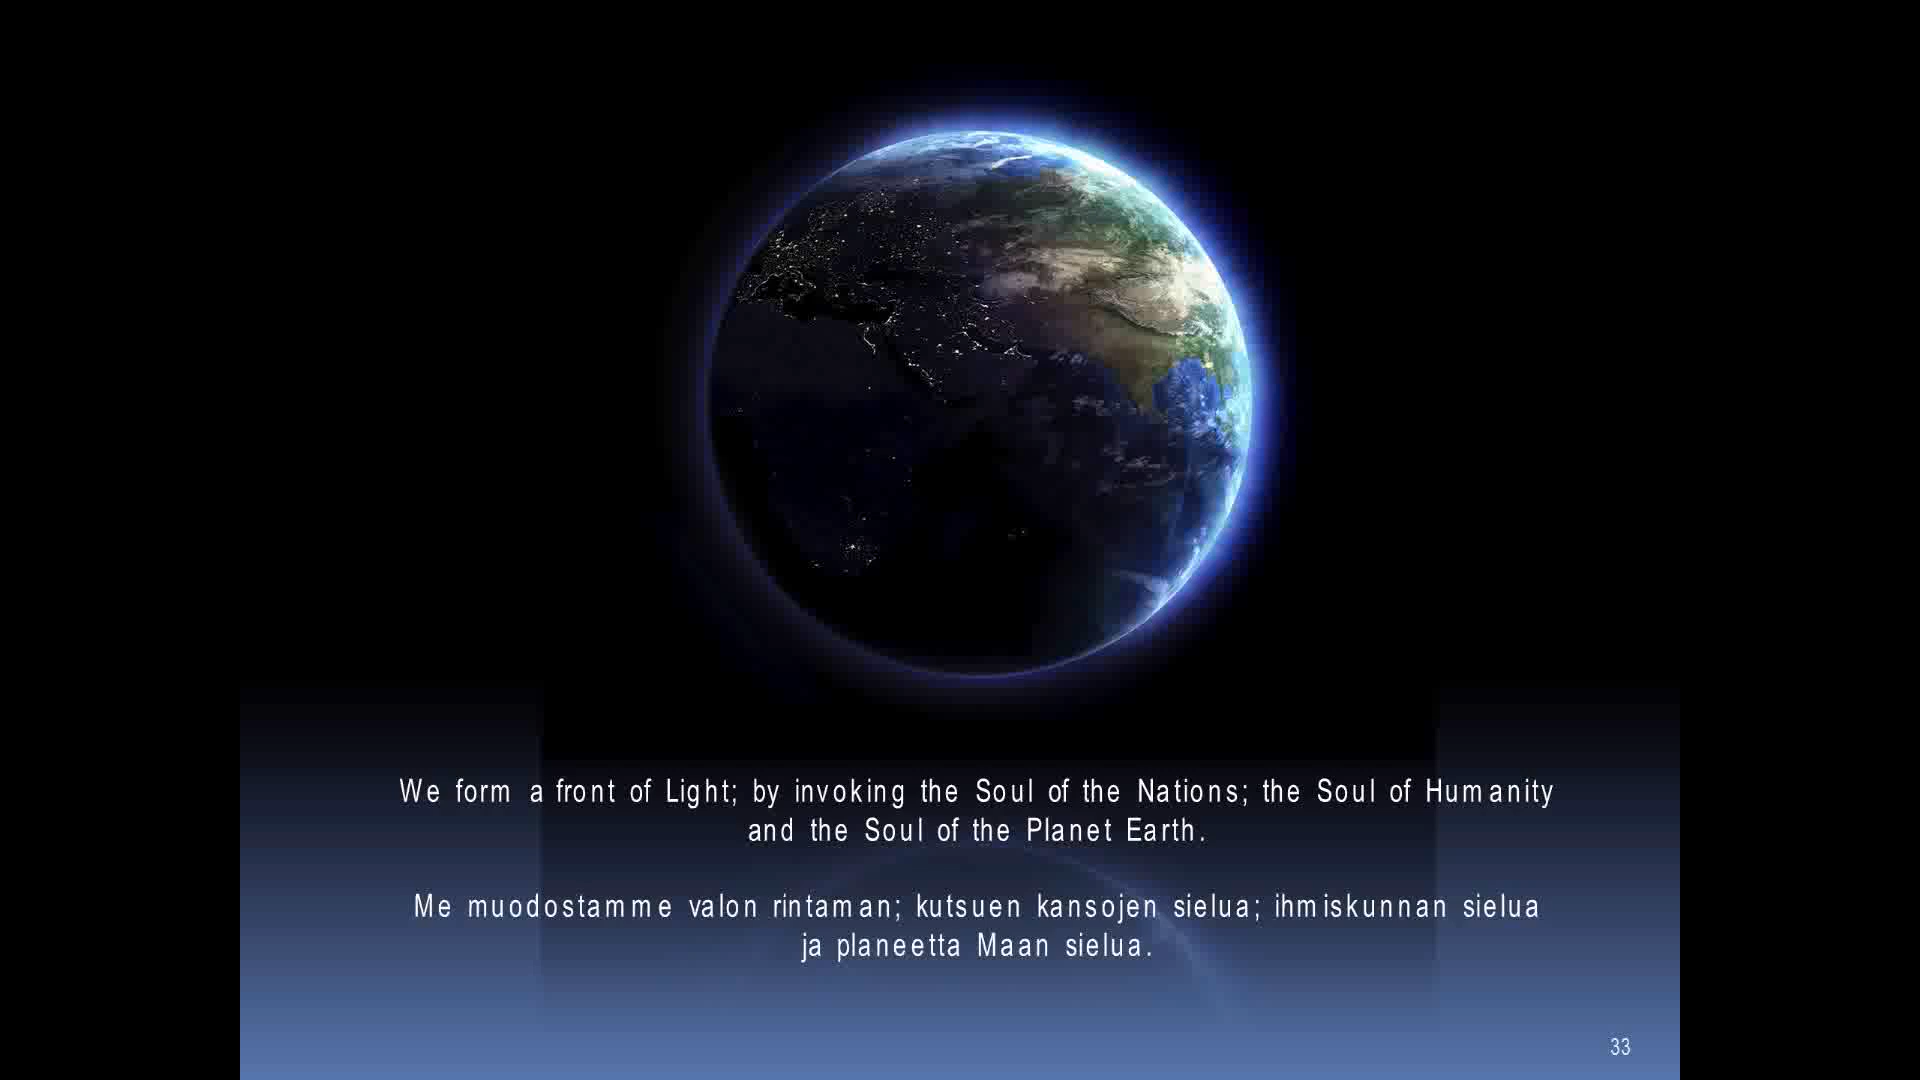 We form a front of Light; by invoking the Soul of the Nations; the Soul of Humanity
and the Soul of the Planet Earth.
Me muodostamme valon rintaman; kutsuen kansojen sielua; ihmiskunnan sielua
ja planeetta Maan sielua.
33